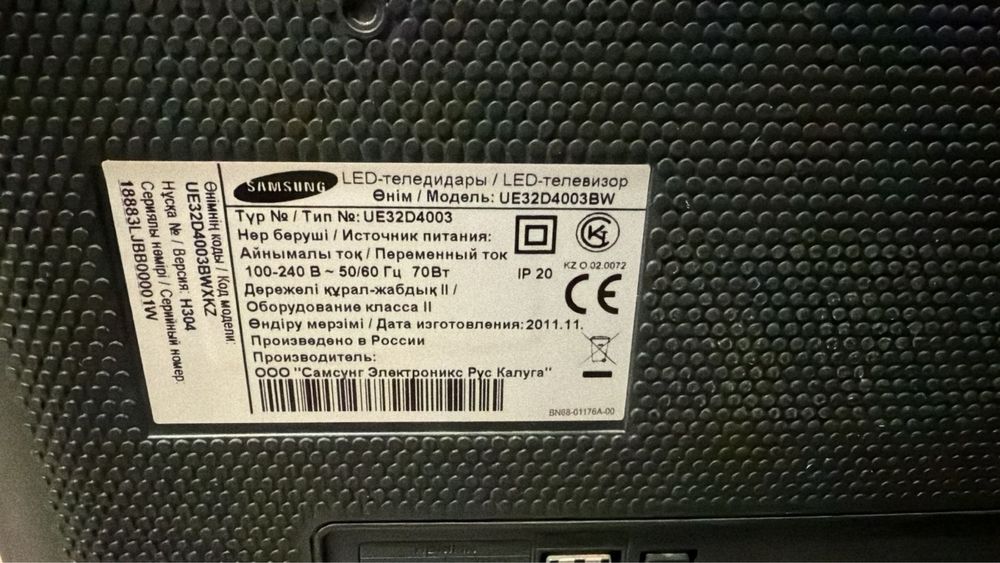 SAMSUNG
LED-теледидары / LED-телевизор
Өнім / Модель: UE32D4003BW
Түр № / Тип №: UE32D4003
Нәр беруші / Источник питания:
Айнымалы тоқ / Переменный ток
100-240 В ~ 50/60 Гц 70Вт
Дәрежелі құрал-жабдық II /
Оборудование класса II
Өндіру мерзімі / Дата изготовления: 2011.11.
Произведено в России
Производитель:
ООО "Самсунг Электроникс Рус Калуга"
IP 20
KZ O.02.0072
CE
BN68-01176A-00
Өнімнің коды / Код модели:
UE32D4003BWXKZ
Нұсқа № / Версия: H304
Сериялы нөмірі / Серийный номер:
18883LJBB00001W